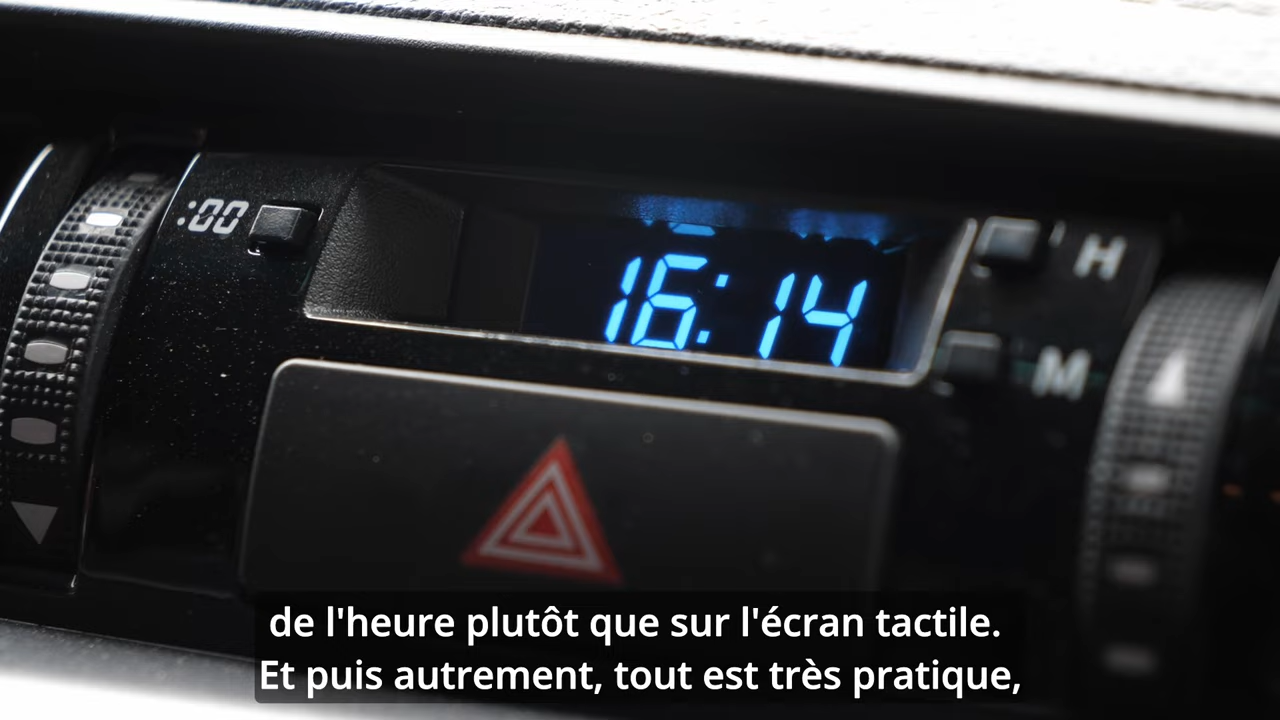 :00
16:14
H
M
de l'heure plutôt que sur l'écran tactile.
Et puis autrement, tout est très pratique,